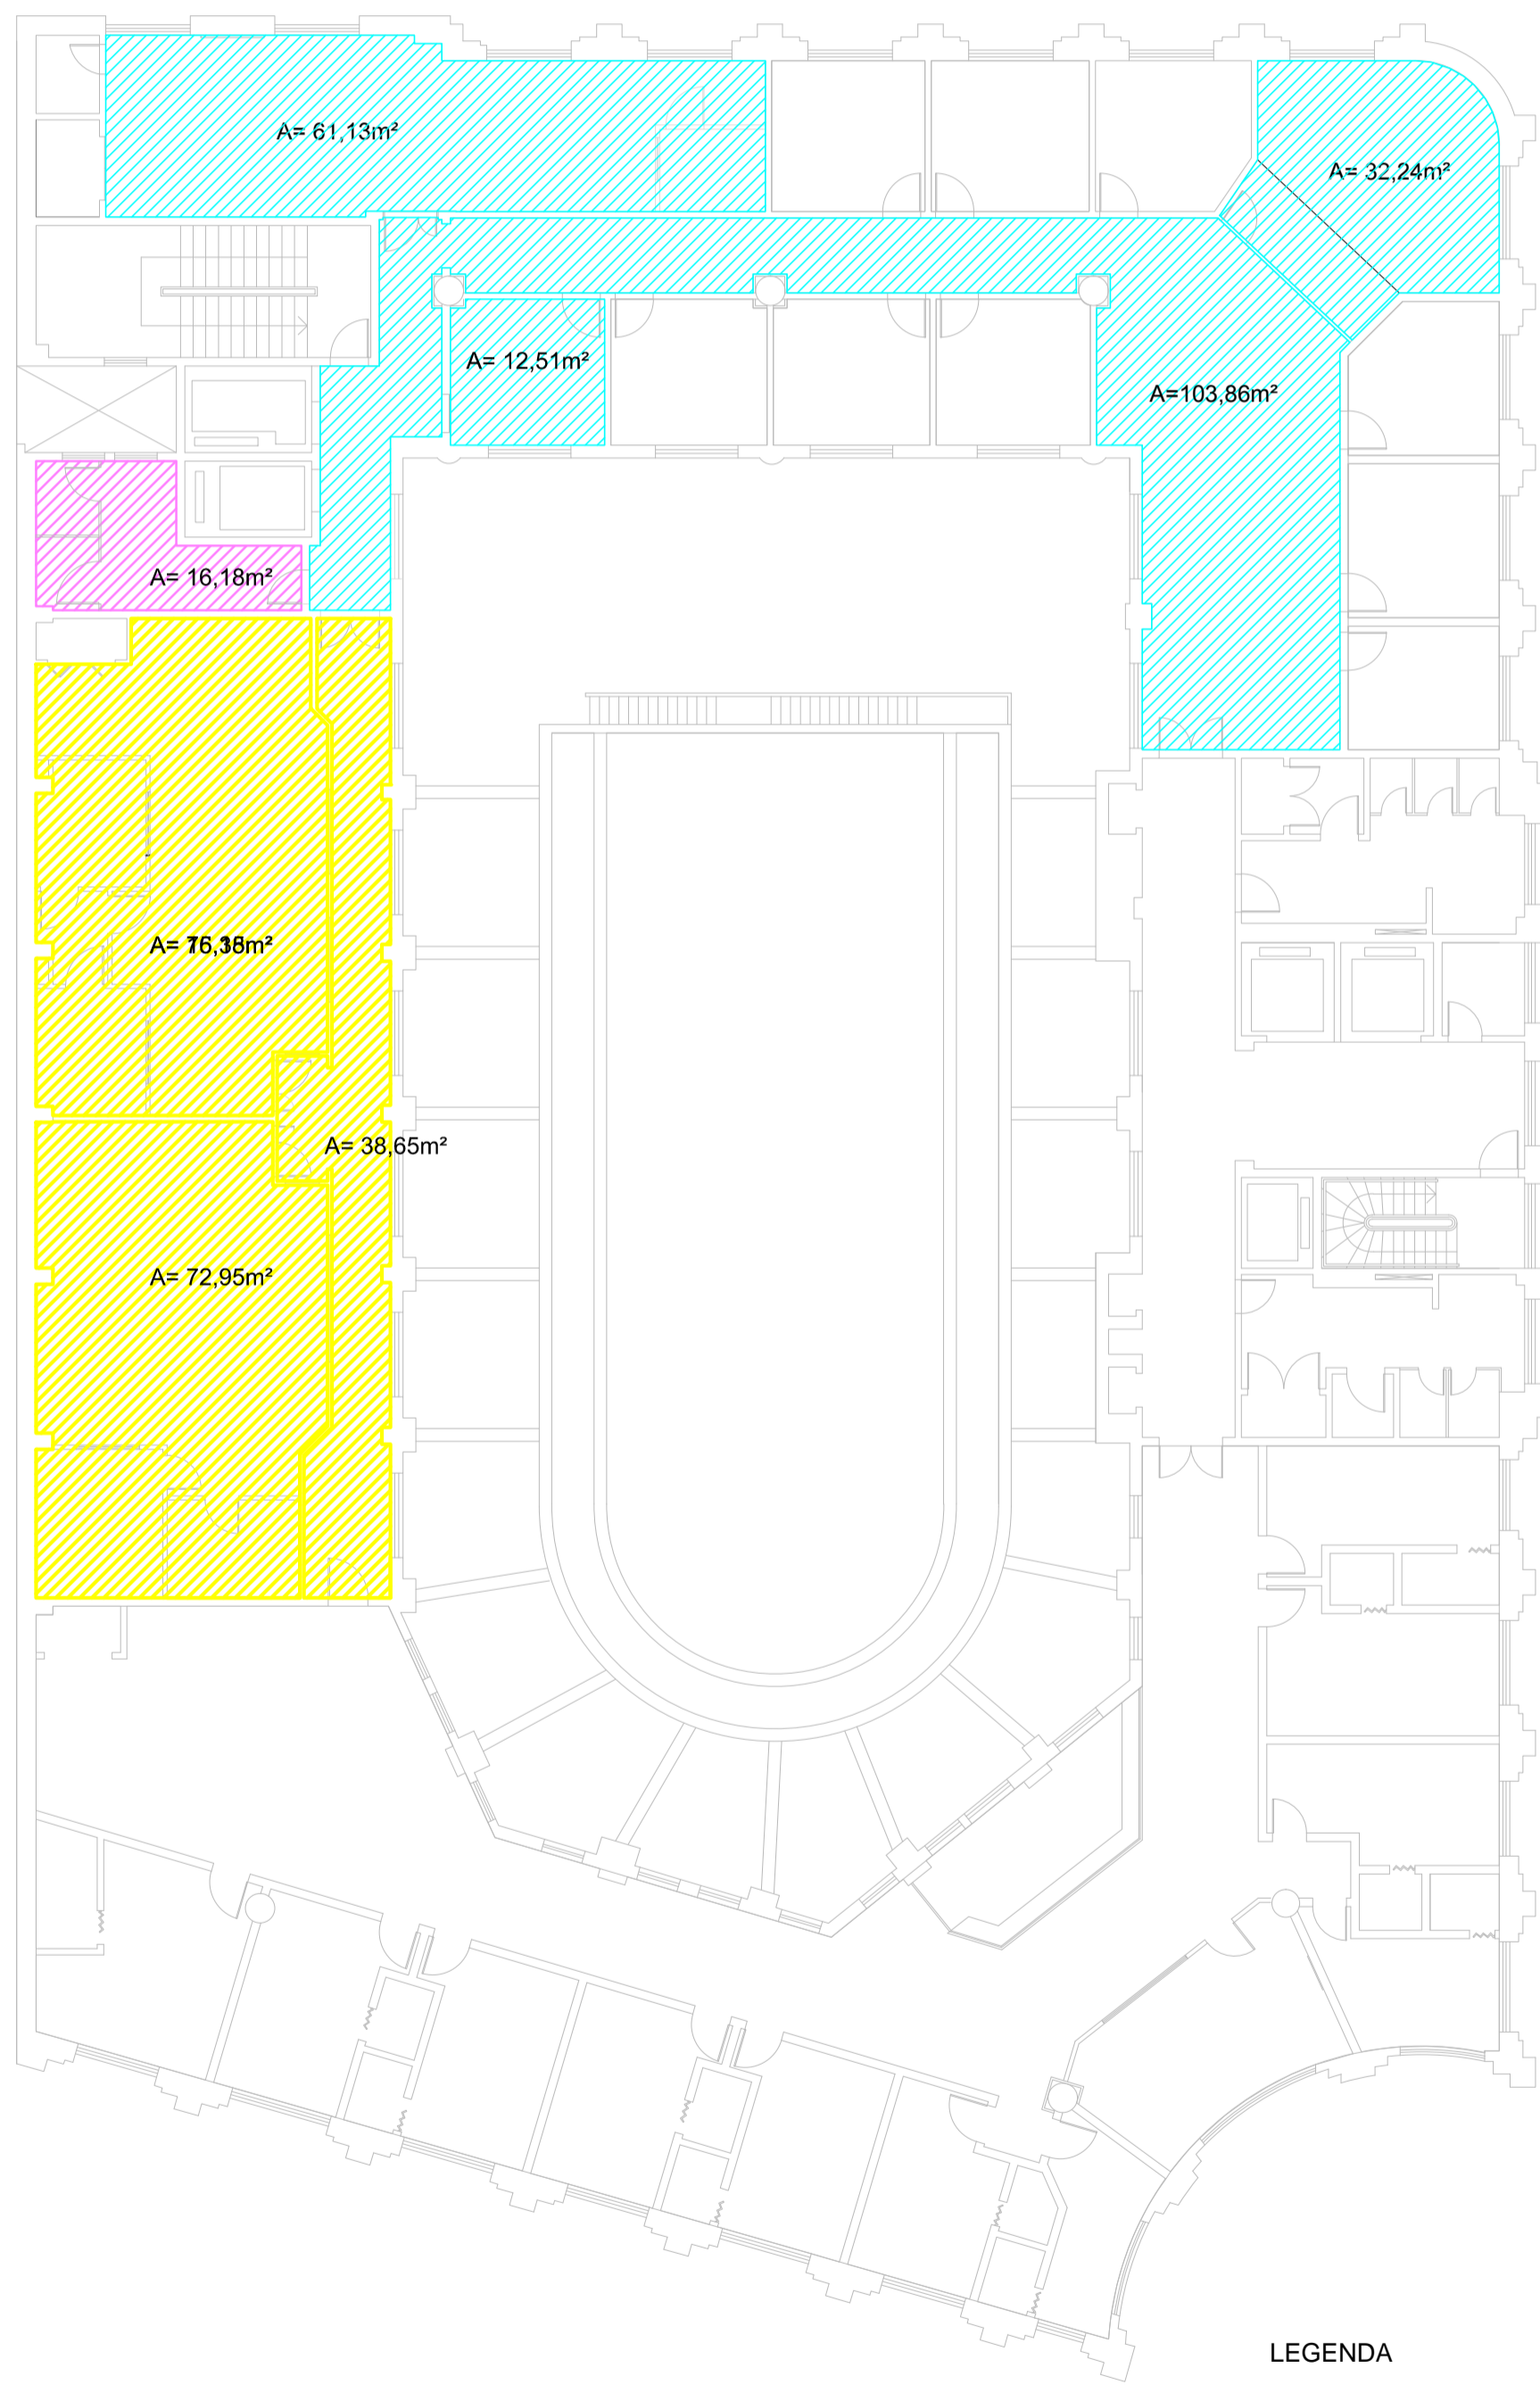 A= 61,13m²
A= 32,24m²
A= 12,51m²
A=103,86m²
A= 16,18m²
A= 38,65m²
A= 72,95m²
LEGENDA